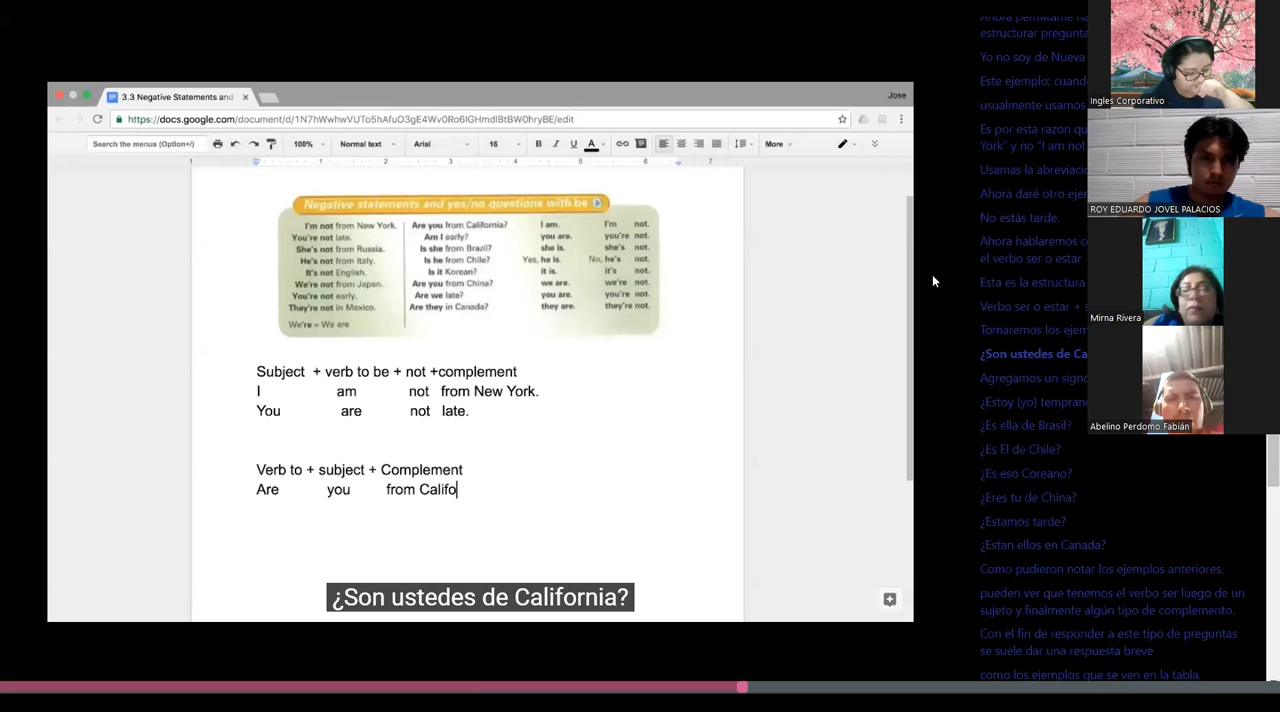 3.3 Negative Statements and
Jose
https://docs.google.com/document/d/1N7hWwhwVUTo5hAfuO3gE4Wv0Ro6IGHmdIBtBW0hryBE/edit
Search the menus (Option+/)
100%
Normal text
Arial
16
B
I
U
A
More
1
1
2
3
4
5
6
7
Negative statements and yes/no questions with be
I'm not from New York. Are you from California? I am. I'm not.
You're not late. Am I early? you are. you're not.
She's not from Russia. Is she from Brazil? she is. she's not.
He's not from Italy. Is he from Chile? Yes, he is. No, he's not.
It's not English. Is it Korean? it is. it's not.
We're not from Japan. Are you from China? we are. we're not.
You're not early. Are we late? you are. you're not.
They're not in Mexico. Are they in Canada? they are. they're not.
We're = We are
Subject + verb to be + not +complement
I am not from New York.
You are not late.
Verb to + subject + Complement
Are you from Califo
¿Son ustedes de California?
estructurar pregunta
Yo no soy de Nueva
Este ejemplo; cuand
usualmente usamos
Es por esta razon qu
York" y no "I am not
Usamos la abreviació
Ahora daré otro ejer
No estás tarde.
Ahora hablaremos co
el verbo ser o estar
Esta es la estructura
Verbo ser o estar + s
Tomaremos los ejem
¿Son ustedes de Ca
Agregamos un signo
¿Estoy (yo) temprano
¿Es ella de Brasil?
¿Es El de Chile?
¿Es eso Coreano?
¿Eres tu de China?
¿Estamos tarde?
¿Estan ellos en Canada?
Como pudieron notar los ejemplos anteriores,
pueden ver que tenemos el verbo ser luego de un
sujeto y finalmente algún tipo de complemento.
Con el fin de responder a este tipo de preguntas
se suele dar una respuesta breve
como los ejemplos que se ven en la tabla.
Ingles Corporativo
ROY EDUARDO JOVEL PALACIOS
Mirna Rivera
Abelino Perdomo Fabián